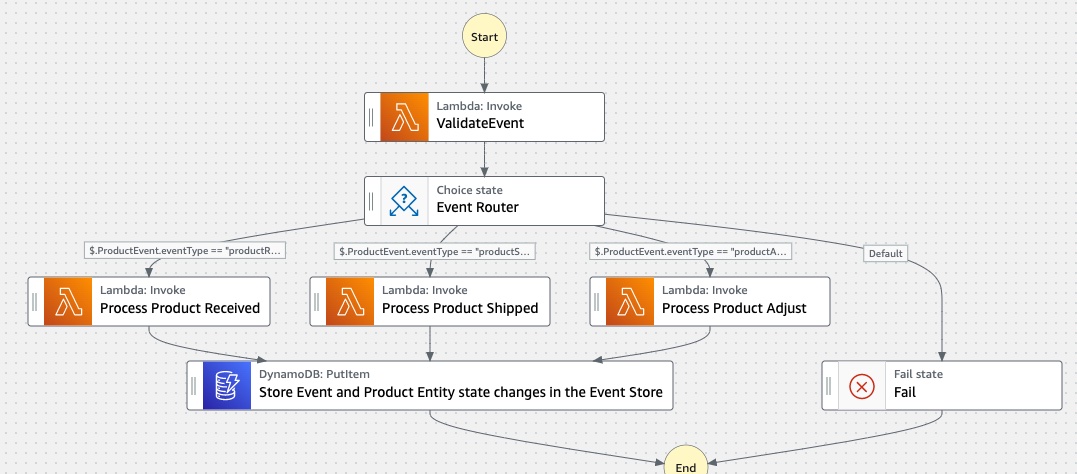 Start
Lambda: Invoke
ValidateEvent
Choice state
Event Router
$.ProductEvent.eventType == "productR...
$.ProductEvent.eventType == "productS...
$.ProductEvent.eventType == "productA...
Default
Lambda: Invoke
Process Product Received
Lambda: Invoke
Process Product Shipped
Lambda: Invoke
Process Product Adjust
DynamoDB: PutItem
Store Event and Product Entity state changes in the Event Store
Fail state
Fail
End